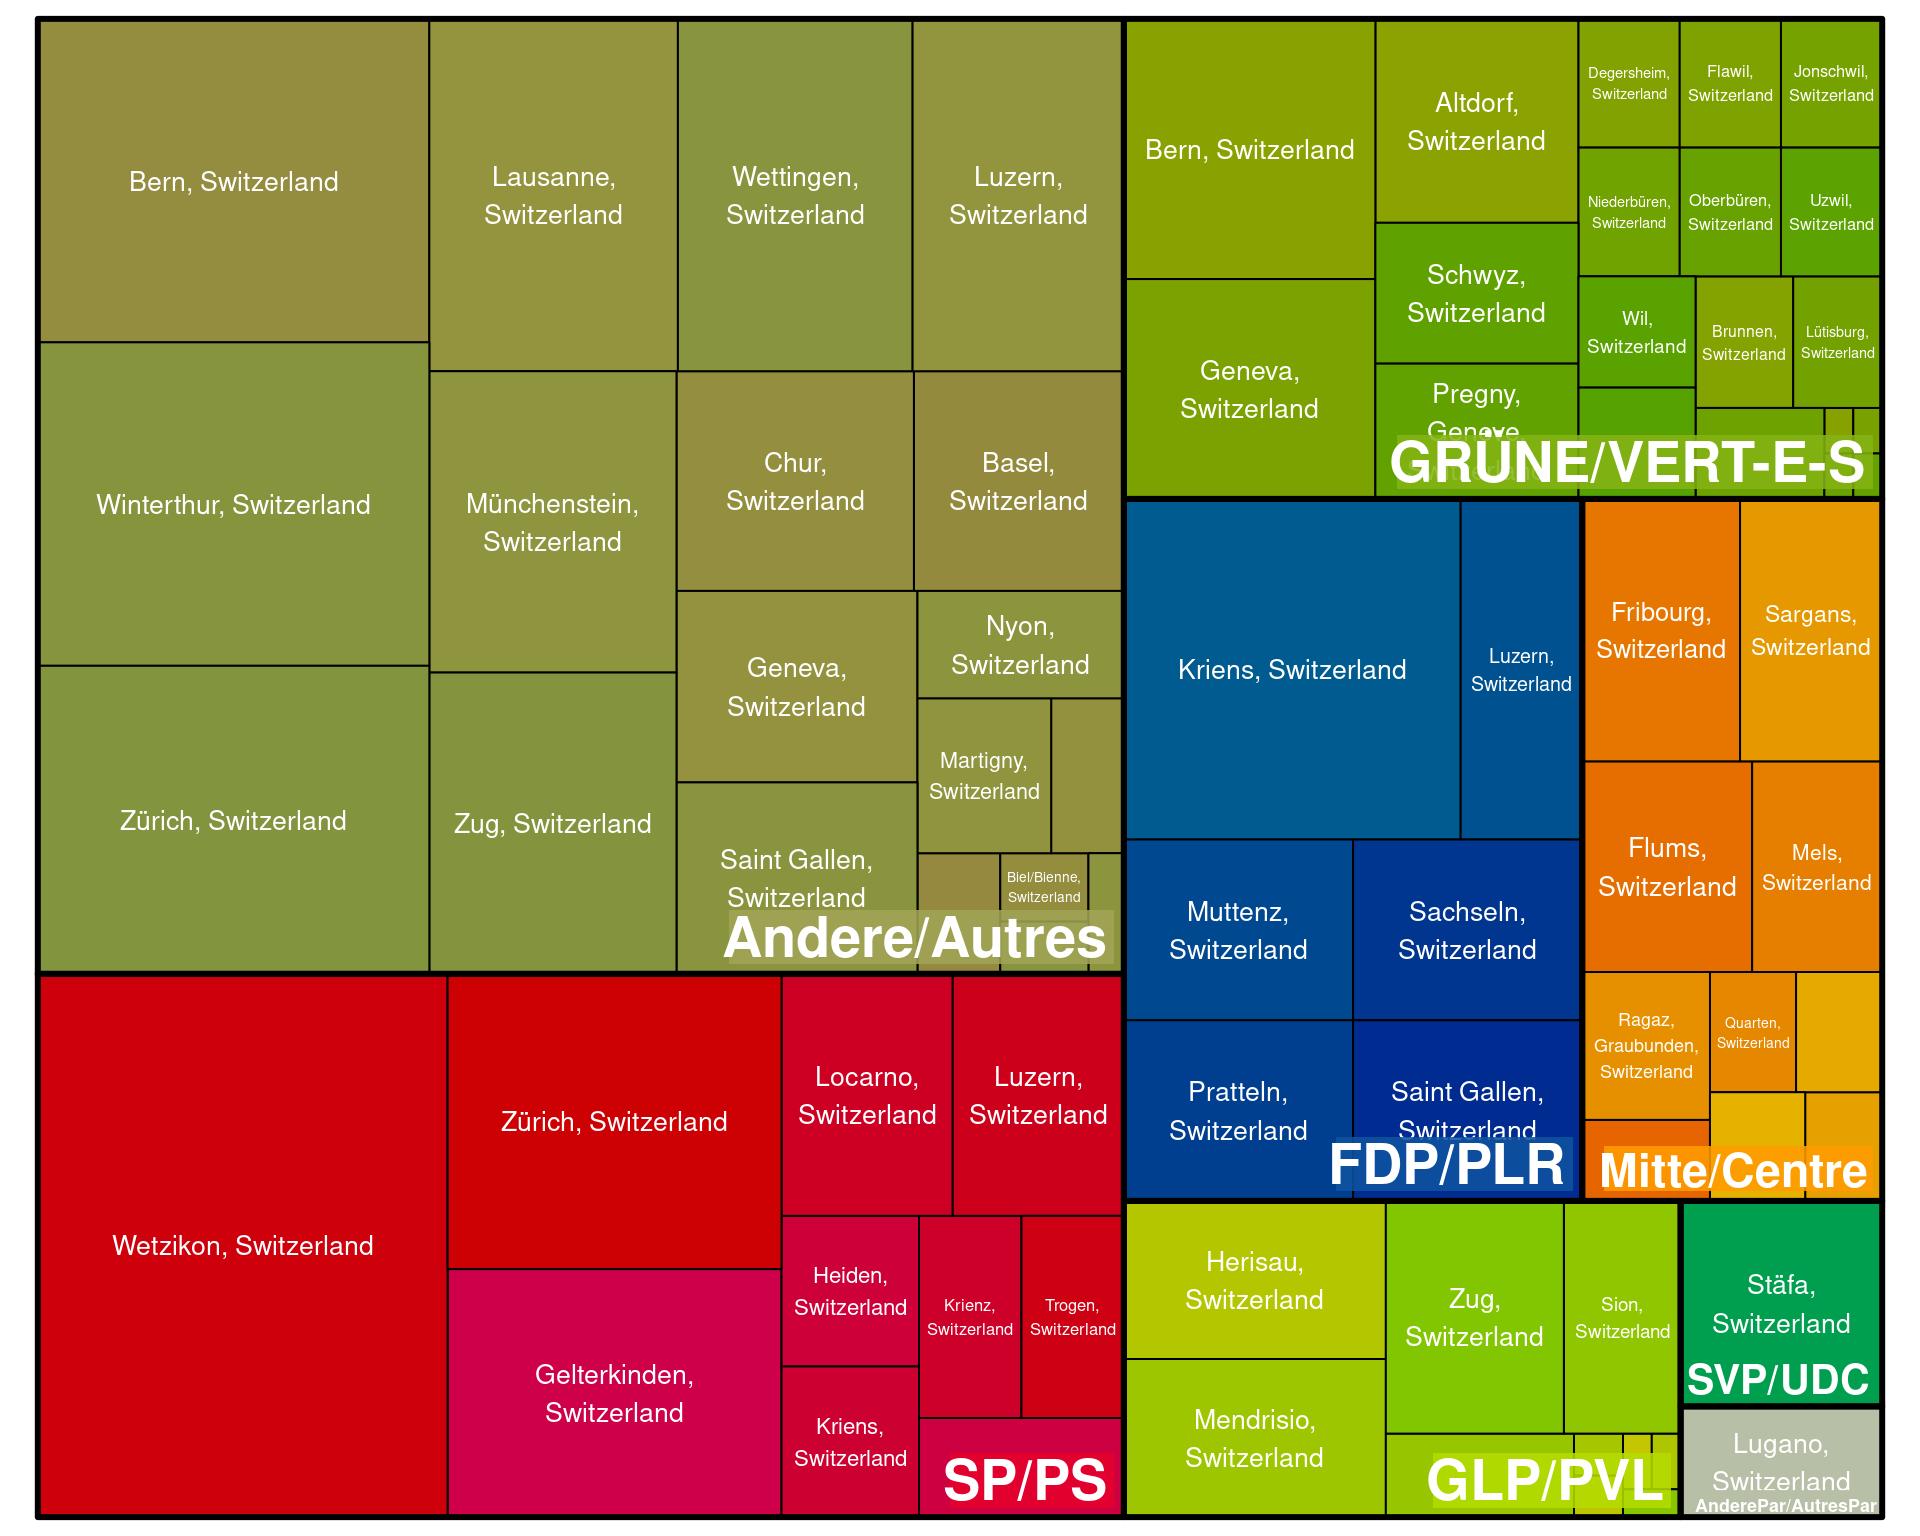 Bern, Switzerland
Lausanne,
Switzerland
Wettingen,
Switzerland
Luzern,
Switzerland
Winterthur, Switzerland
Münchenstein,
Switzerland
Chur,
Switzerland
Basel,
Switzerland
Geneva,
Switzerland
Nyon,
Switzerland
Martigny,
Switzerland
Zürich, Switzerland
Zug, Switzerland
Saint Gallen,
Switzerland
Biel/Bienne,
Switzerland
Andere/Autres
Wetzikon, Switzerland
Zürich, Switzerland
Gelterkinden,
Switzerland
Locarno,
Switzerland
Luzern,
Switzerland
Heiden,
Switzerland
Krienz,
Switzerland
Trogen,
Switzerland
Kriens,
Switzerland
SP/PS
Bern, Switzerland
Altdorf,
Switzerland
Degersheim,
Switzerland
Flawil,
Switzerland
Jonschwil,
Switzerland
Niederbüren,
Switzerland
Oberbüren,
Switzerland
Uzwil,
Switzerland
Geneva,
Switzerland
Schwyz,
Switzerland
Wil,
Switzerland
Brunnen,
Switzerland
Lütisburg,
Switzerland
Pregny,
Geneve,
GRÜNE/VERT-E-S
Kriens, Switzerland
Luzern,
Switzerland
Muttenz,
Switzerland
Sachseln,
Switzerland
Pratteln,
Switzerland
Saint Gallen,
Switzerland
FDP/PLR
Fribourg,
Switzerland
Sargans,
Switzerland
Flums,
Switzerland
Mels,
Switzerland
Ragaz,
Graubunden,
Switzerland
Quarten,
Switzerland
Mitte/Centre
Herisau,
Switzerland
Zug,
Switzerland
Sion,
Switzerland
Mendrisio,
Switzerland
GLP/PVL
Stäfa,
Switzerland
SVP/UDC
Lugano,
Switzerland
AnderePar/AutresPar